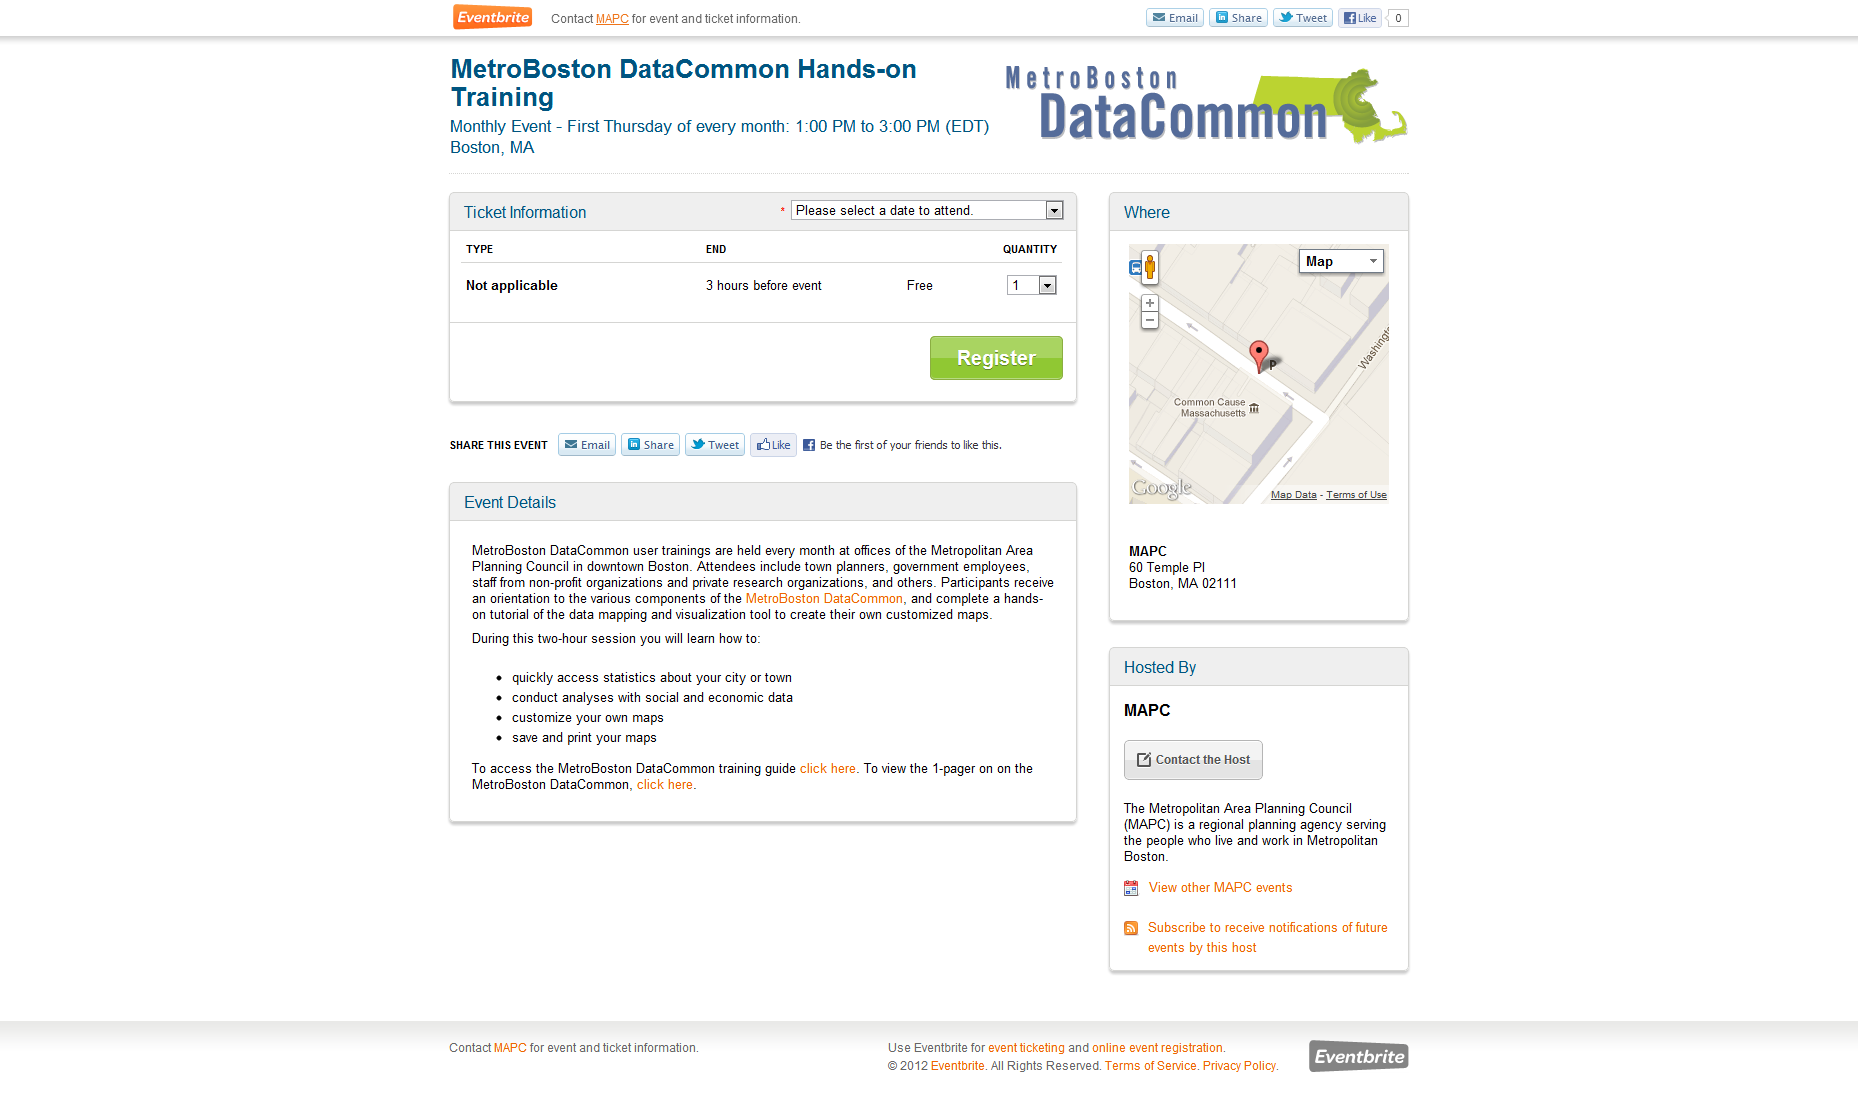 Eventbrite
Contact MAPC for event and ticket information.
Email
Share
Tweet
Like
0
MetroBoston DataCommon Hands-on
Training
Monthly Event - First Thursday of every month: 1:00 PM to 3:00 PM (EDT)
Boston, MA
MetroBoston
DataCommon
Ticket Information
* Please select a date to attend.
TYPE END QUANTITY
Not applicable 3 hours before event Free 1
Register
SHARE THIS EVENT
Email
Share
Tweet
Like
Be the first of your friends to like this.
Event Details
MetroBoston DataCommon user trainings are held every month at offices of the Metropolitan Area
Planning Council in downtown Boston. Attendees include town planners, government employees,
staff from non-profit organizations and private research organizations, and others. Participants receive
an orientation to the various components of the MetroBoston DataCommon, and complete a hands-
on tutorial of the data mapping and visualization tool to create their own customized maps.
During this two-hour session you will learn how to:
• quickly access statistics about your city or town
• conduct analyses with social and economic data
• customize your own maps
• save and print your maps
To access the MetroBoston DataCommon training guide click here. To view the 1-pager on on the
MetroBoston DataCommon, click here.
Where
Map
+
−
Washingt
P
Common Cause
Massachusetts
Google
Map Data - Terms of Use
MAPC
60 Temple Pl
Boston, MA 02111
Hosted By
MAPC
Contact the Host
The Metropolitan Area Planning Council
(MAPC) is a regional planning agency serving
the people who live and work in Metropolitan
Boston.
View other MAPC events
Subscribe to receive notifications of future
events by this host
Contact MAPC for event and ticket information.
Use Eventbrite for event ticketing and online event registration.
© 2012 Eventbrite. All Rights Reserved. Terms of Service. Privacy Policy.
Eventbrite